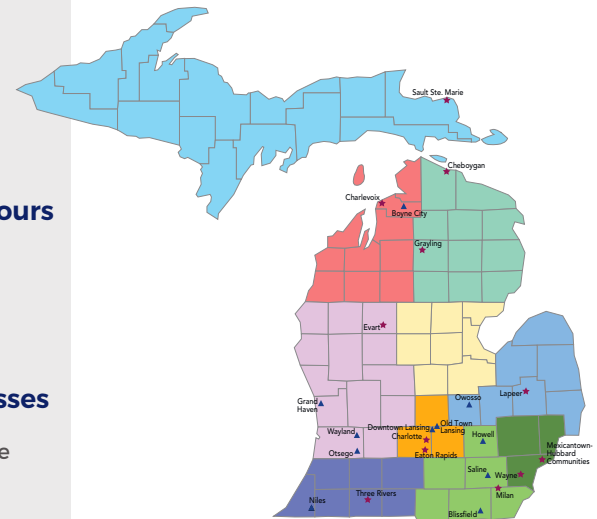 ours
sses
e
Sault Ste. Marie
Cheboygan
Charlevoix
Boyne City
Grayling
Evart
Grand
Haven
Owosso
Lapeer
Wayland
Downtown Lansing
Old Town
Lansing
Charlotte
Howell
Otsego
Eaton Rapids
Mexicantown-
Hubbard
Communities
Saline
Wayne
Three Rivers
Milan
Niles
Blissfield